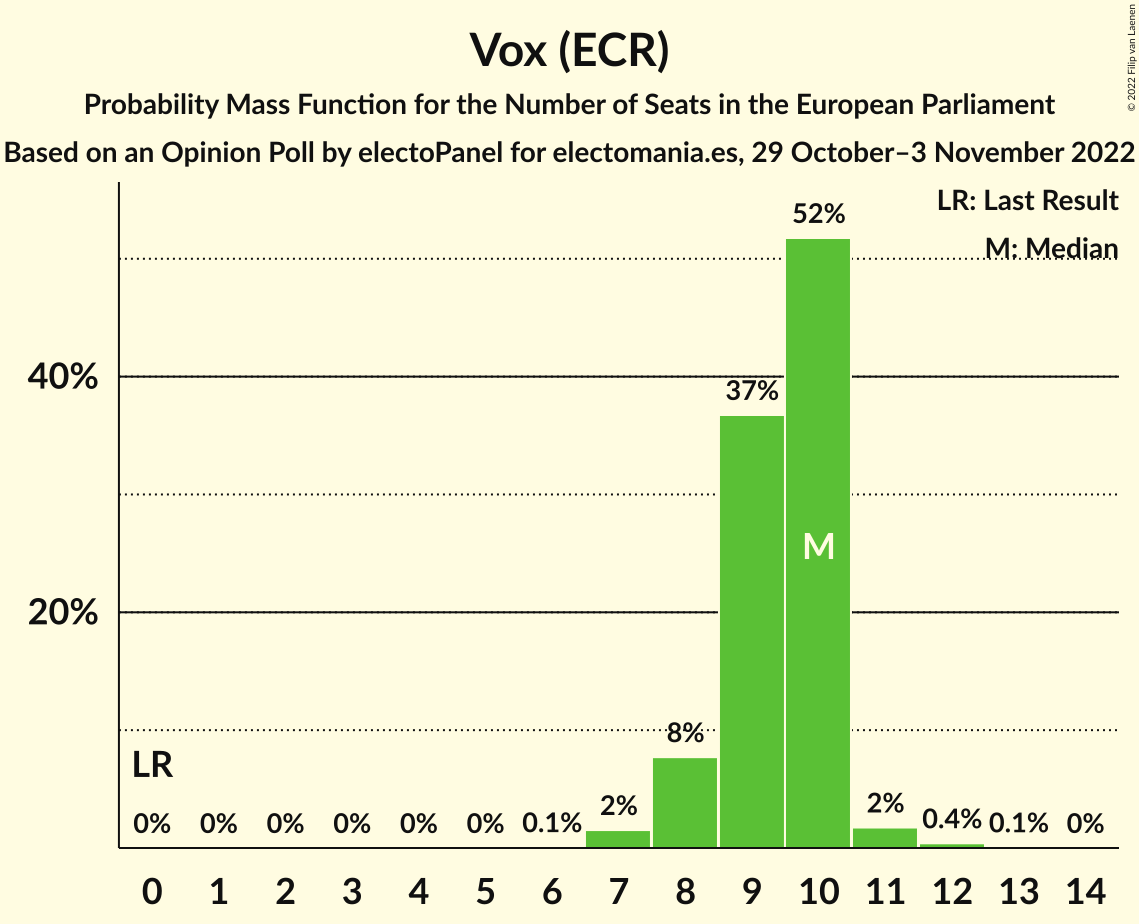 Vox (ECR)
Probability Mass Function for the Number of Seats in the European Parliament
Based on an Opinion Poll by electoPanel for electomania.es, 29 October–3 November 2022
© 2022 Filip van Laenen
LR: Last Result
M: Median
52%
40%
37%
M
20%
8%
LR
0% 0% 0% 0% 0% 0% 0.1% 2% 2% 0.4% 0.1% 0%
0 1 2 3 4 5 6 7 8 9 10 11 12 13 14